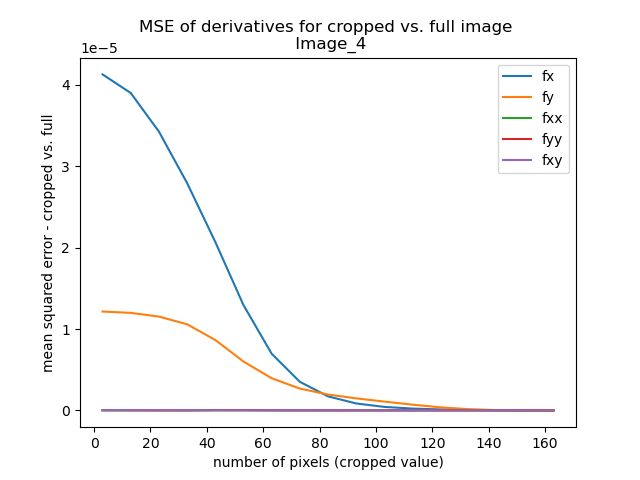 MSE of derivatives for cropped vs. full image
Image_4
1e−5
fx
fy
fxx
fyy
fxy
4
3
2
1
0
mean squared error - cropped vs. full
0 20 40 60 80 100 120 140 160
number of pixels (cropped value)